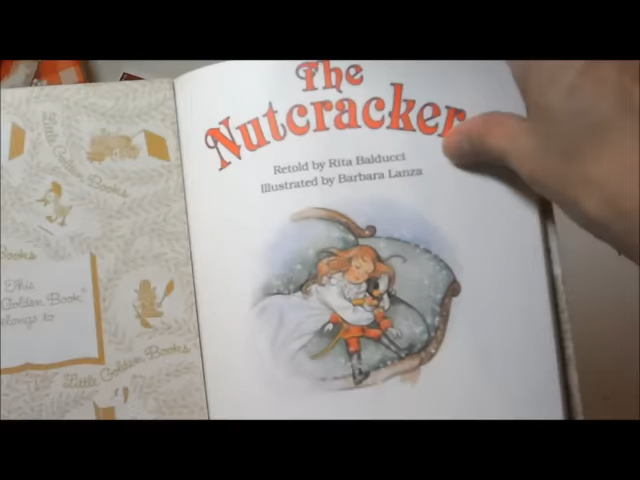 Little Golden Books
Books
This
Golden Book
elongs to
Little Golden Books
The
Nutcracker
Retold by Rita Balducci
Illustrated by Barbara Lanza